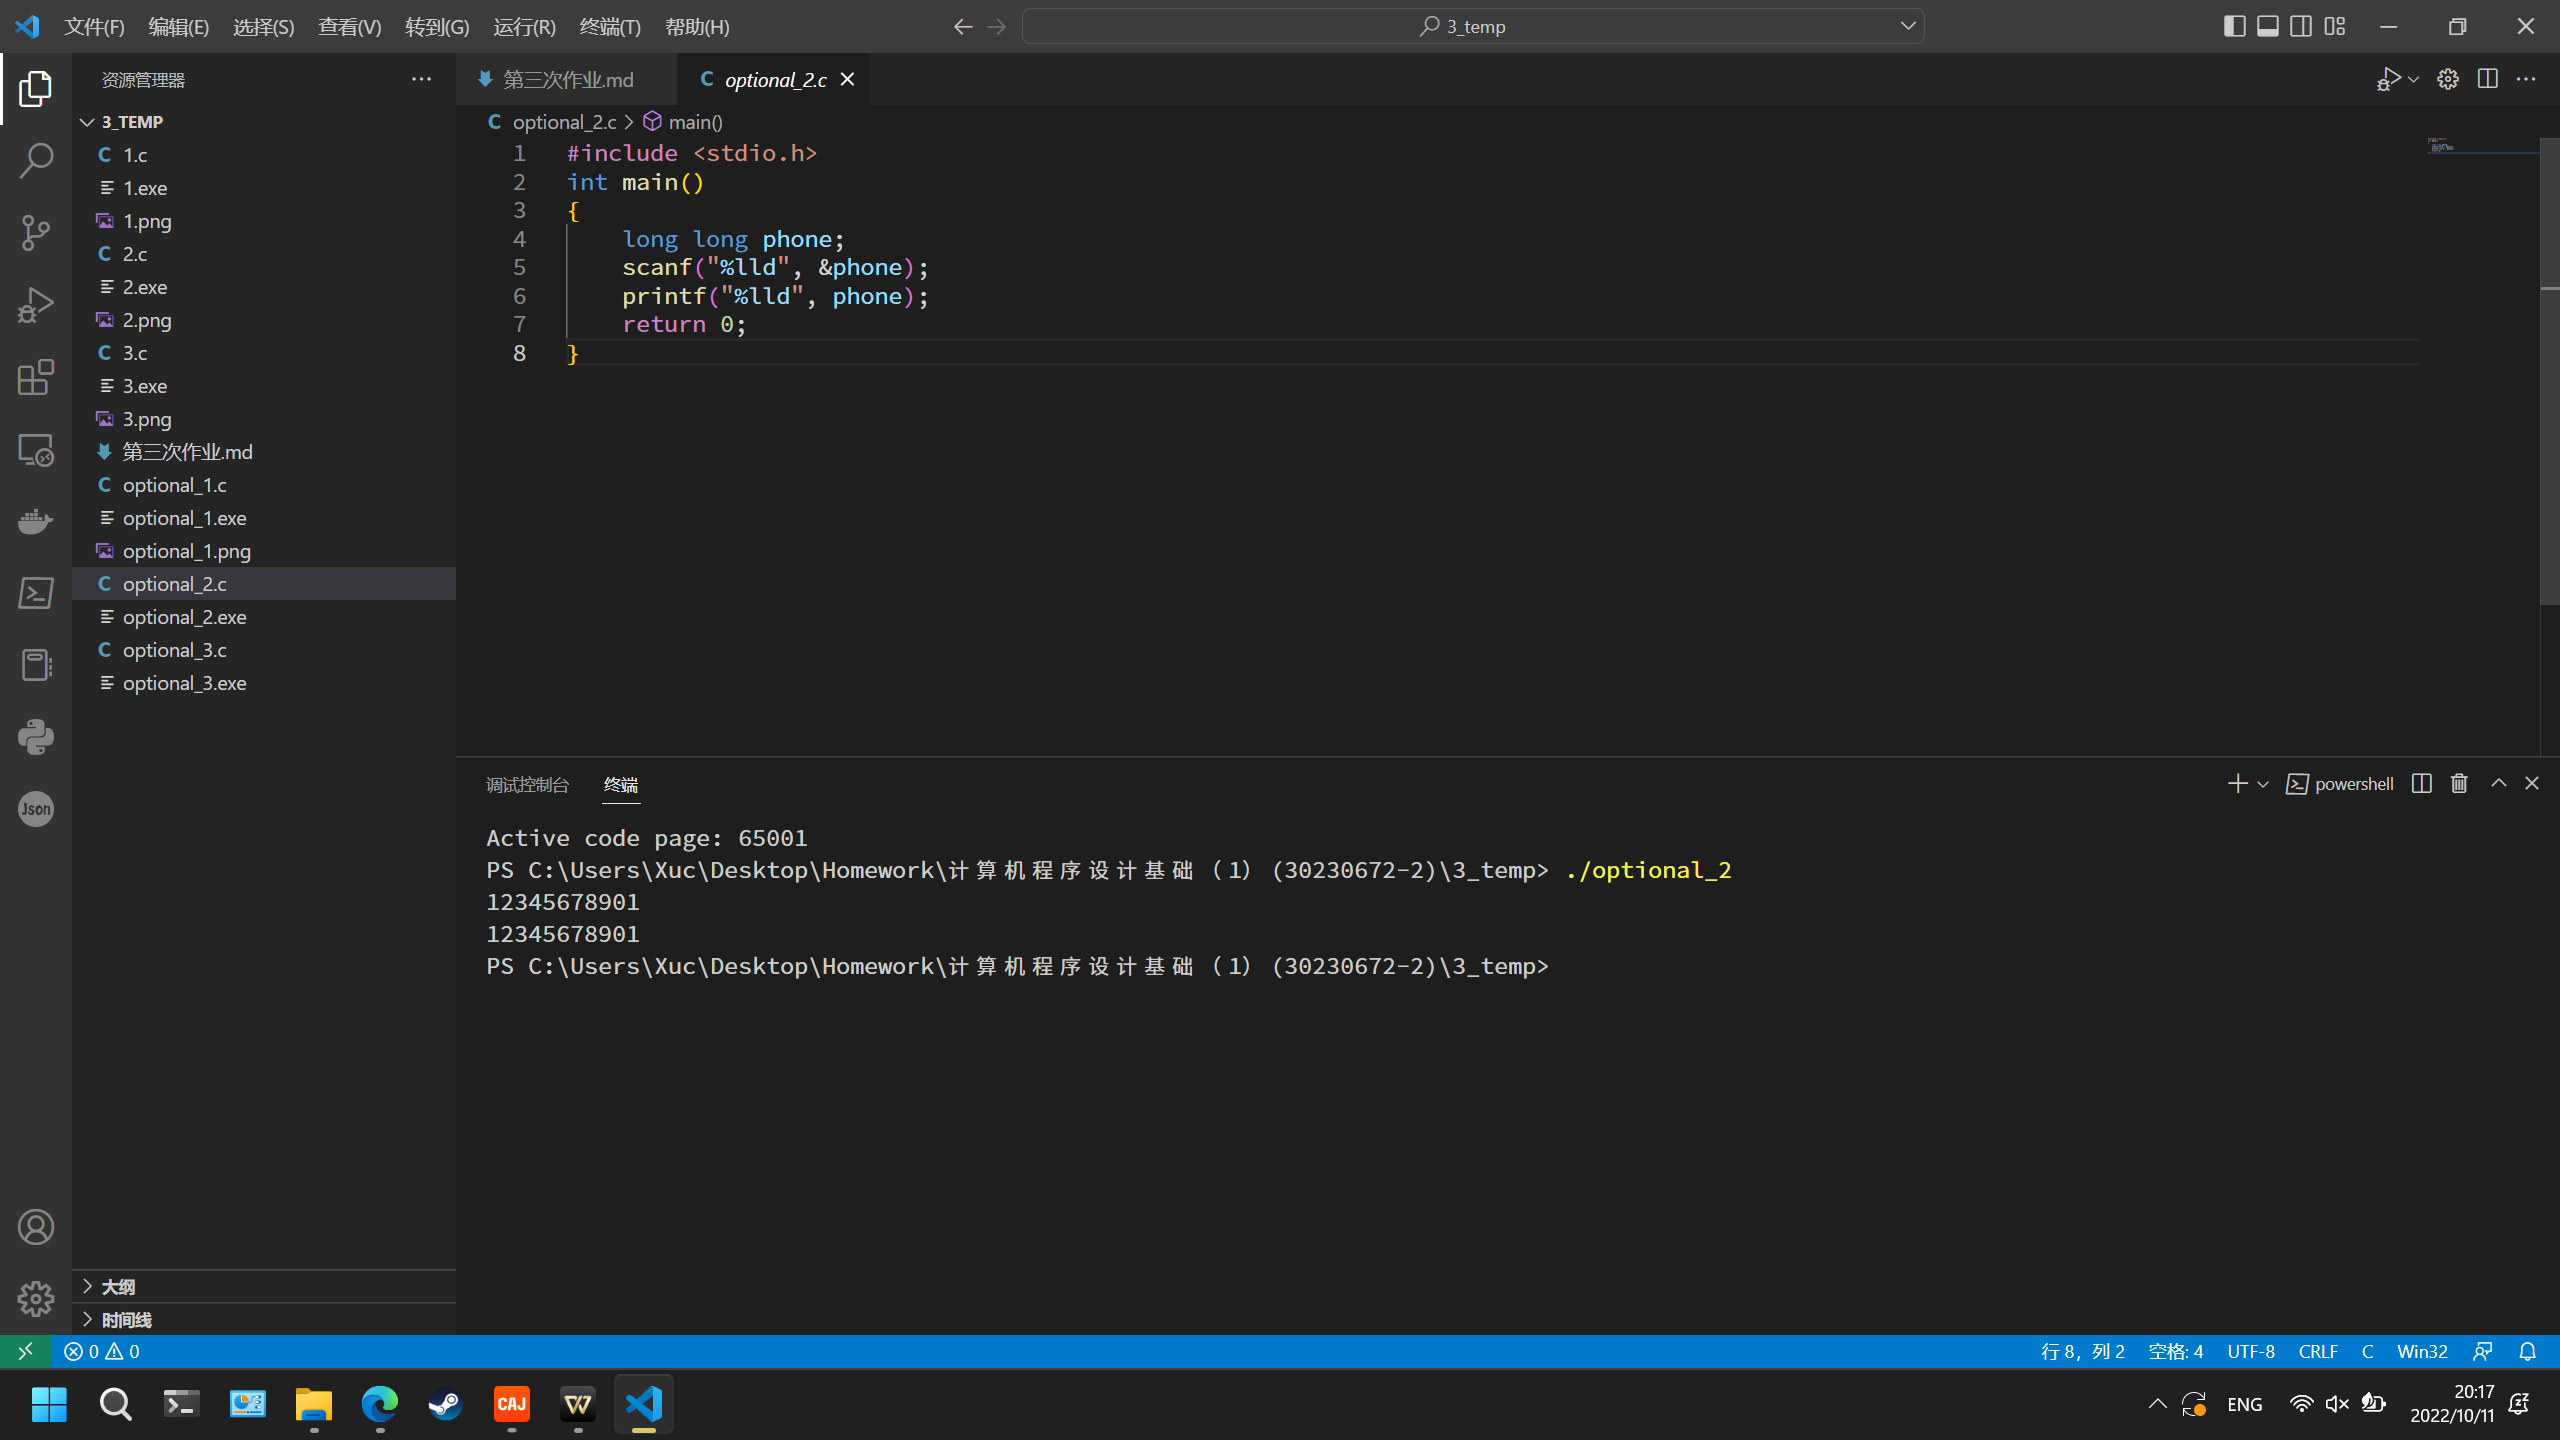 文件(F) 编辑(E) 选择(S) 查看(V) 转到(G) 运行(R) 终端(T) 帮助(H) 3_temp
资源管理器
第三次作业.md optional_2.c
3_TEMP
optional_2.c main()
1.c
1.exe
1.png
2.c
2.exe
2.png
3.c
3.exe
3.png
第三次作业.md
optional_1.c
optional_1.exe
optional_1.png
optional_2.c
optional_2.exe
optional_3.c
optional_3.exe
Json
大纲
时间线
1 #include <stdio.h>
2 int main()
3 {
4     long long phone;
5     scanf("%lld", &phone);
6     printf("%lld", phone);
7     return 0;
8 }
调试控制台 终端 powershell
Active code page: 65001
PS C:\Users\Xuc\Desktop\Homework\计算机程序设计基础（1）(30230672-2)\3_temp> ./optional_2
12345678901
12345678901
PS C:\Users\Xuc\Desktop\Homework\计算机程序设计基础（1）(30230672-2)\3_temp>
0 0 行 8，列 2 空格: 4 UTF-8 CRLF C Win32
CAJ
ENG
20:17
2022/10/11